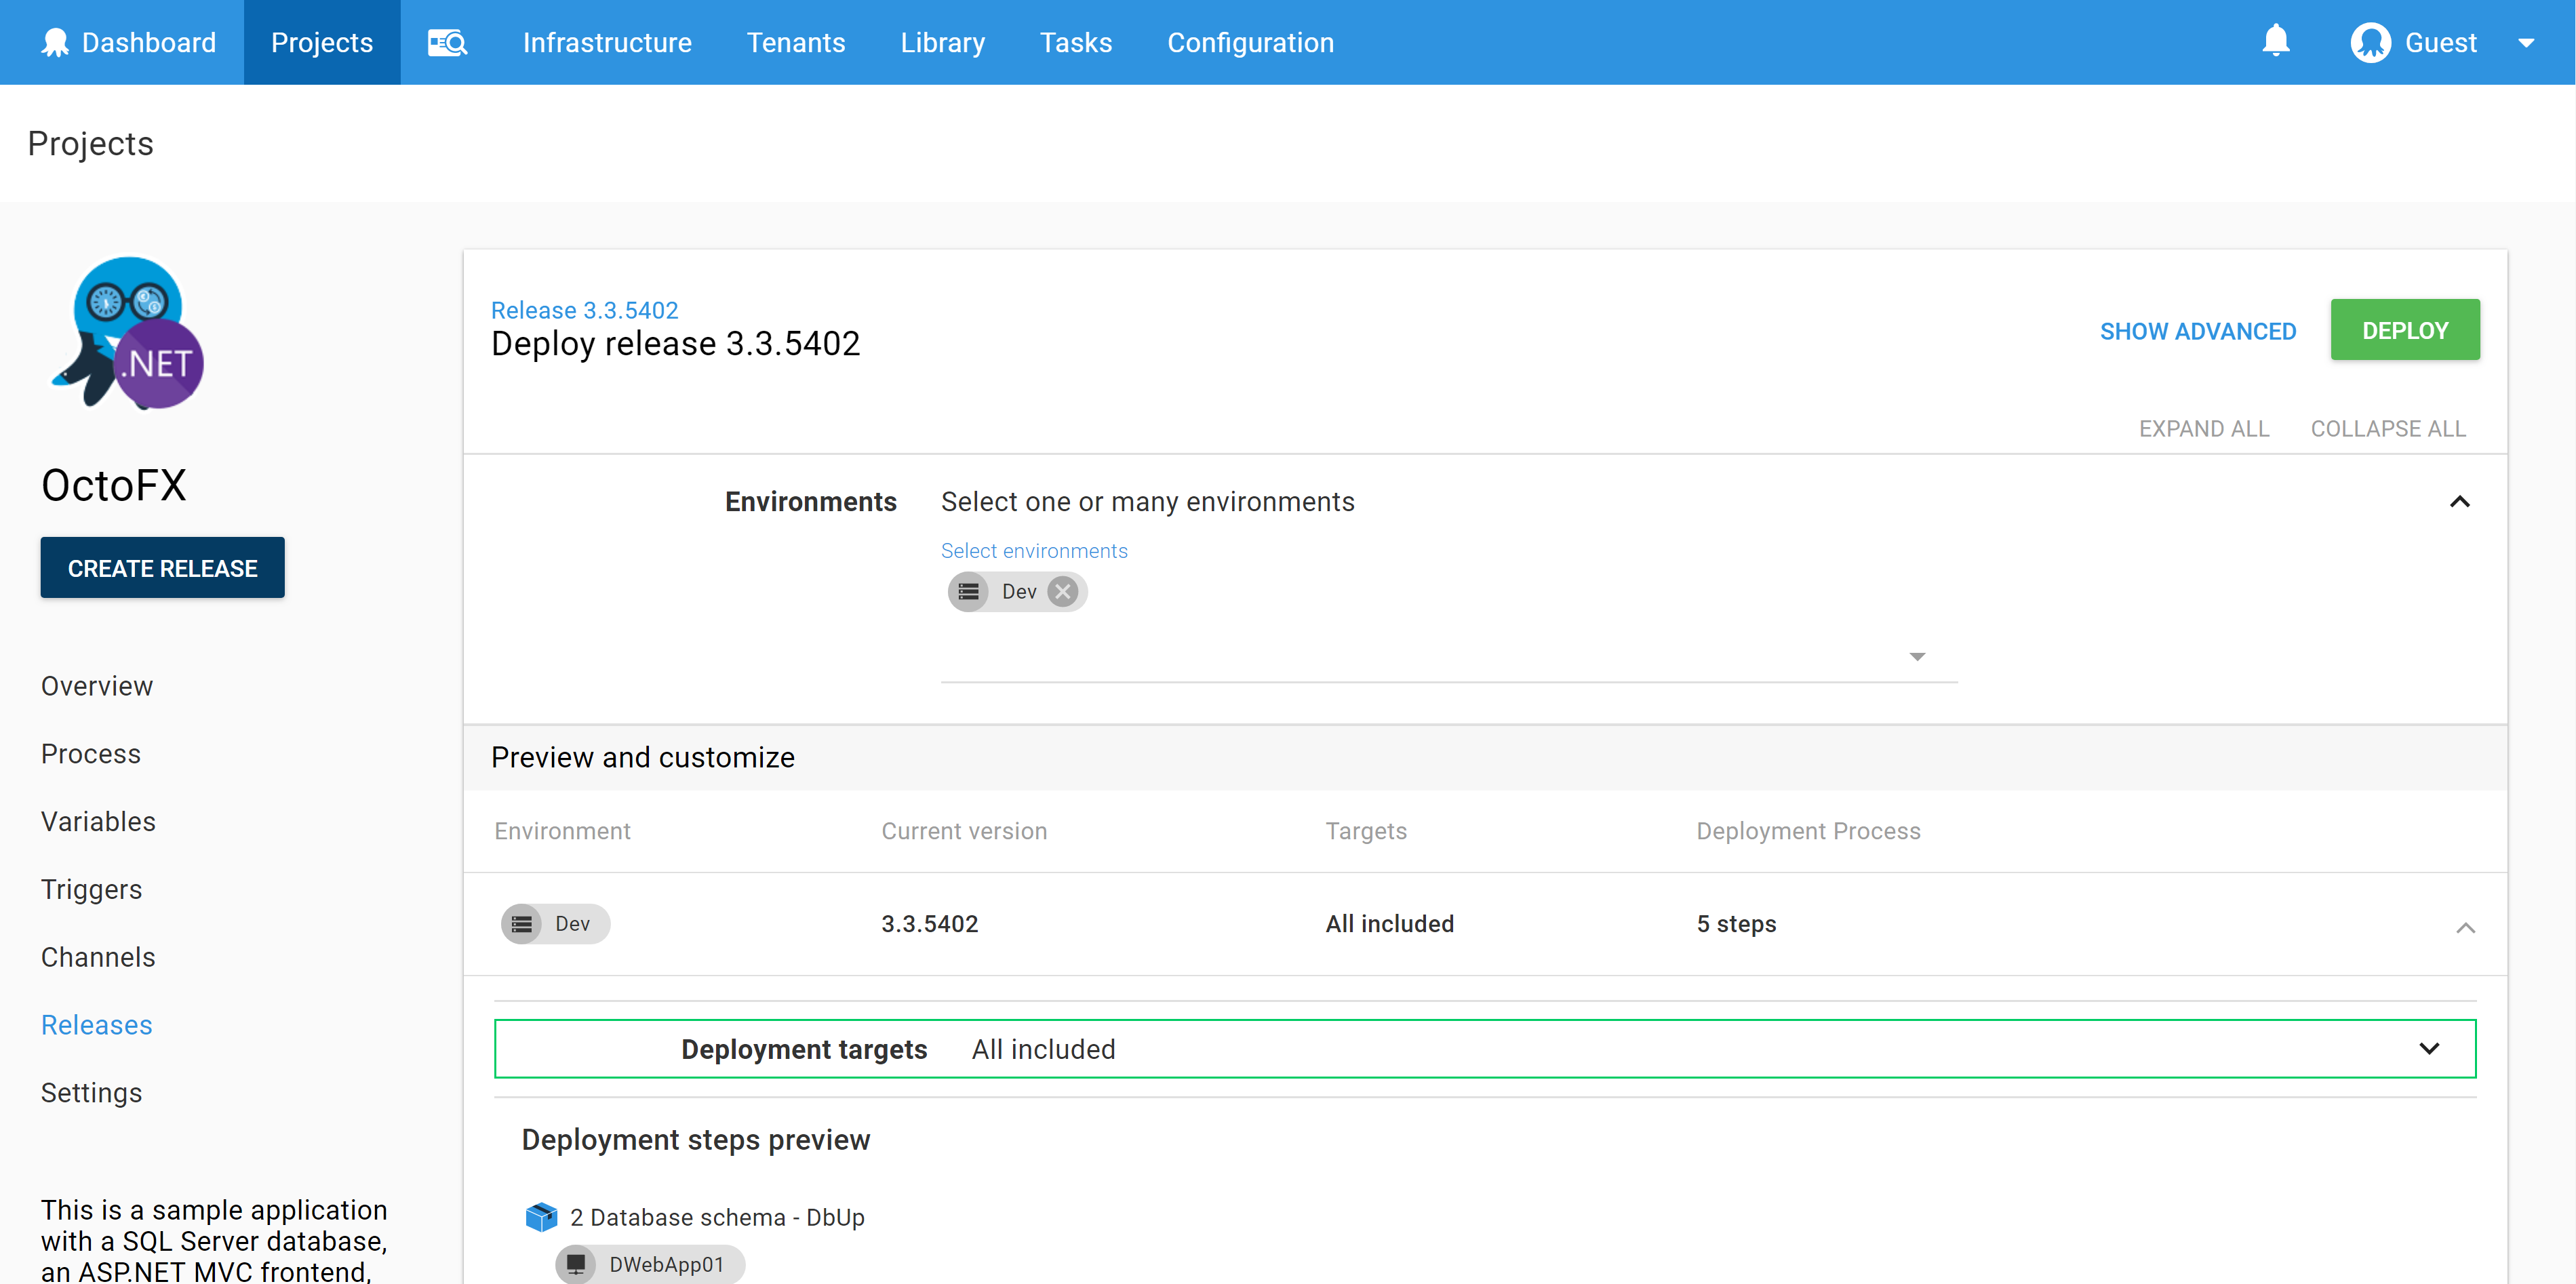 Dashboard Projects Infrastructure Tenants Library Tasks Configuration Guest
Projects
.NET
OctoFX
CREATE RELEASE
Overview
Process
Variables
Triggers
Channels
Releases
Settings
This is a sample application
with a SQL Server database,
an ASP.NET MVC frontend,
Release 3.3.5402
Deploy release 3.3.5402
SHOW ADVANCED DEPLOY
EXPAND ALL COLLAPSE ALL
Environments Select one or many environments
Select environments
Dev
Preview and customize
Environment Current version Targets Deployment Process
Dev 3.3.5402 All included 5 steps
Deployment targets All included
Deployment steps preview
2 Database schema - DbUp
DWebApp01